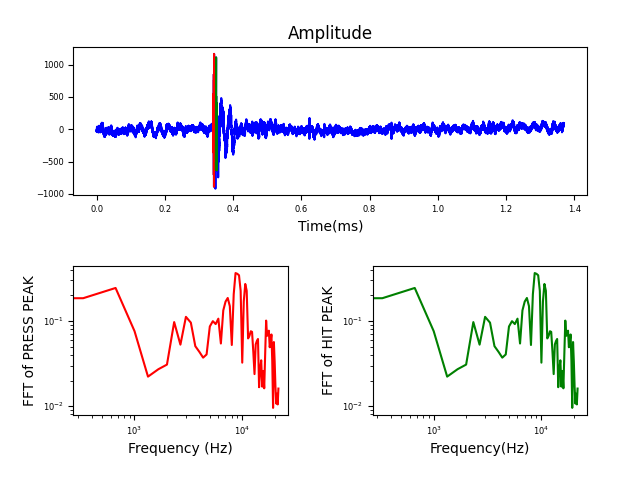 Amplitude
1000
500
0
−500
−1000
0.0 0.2 0.4 0.6 0.8 1.0 1.2 1.4
Time(ms)
FFT of PRESS PEAK
10⁻¹
10⁻²
10³ 10⁴
Frequency (Hz)
FFT of HIT PEAK
10⁻¹
10⁻²
10³ 10⁴
Frequency(Hz)